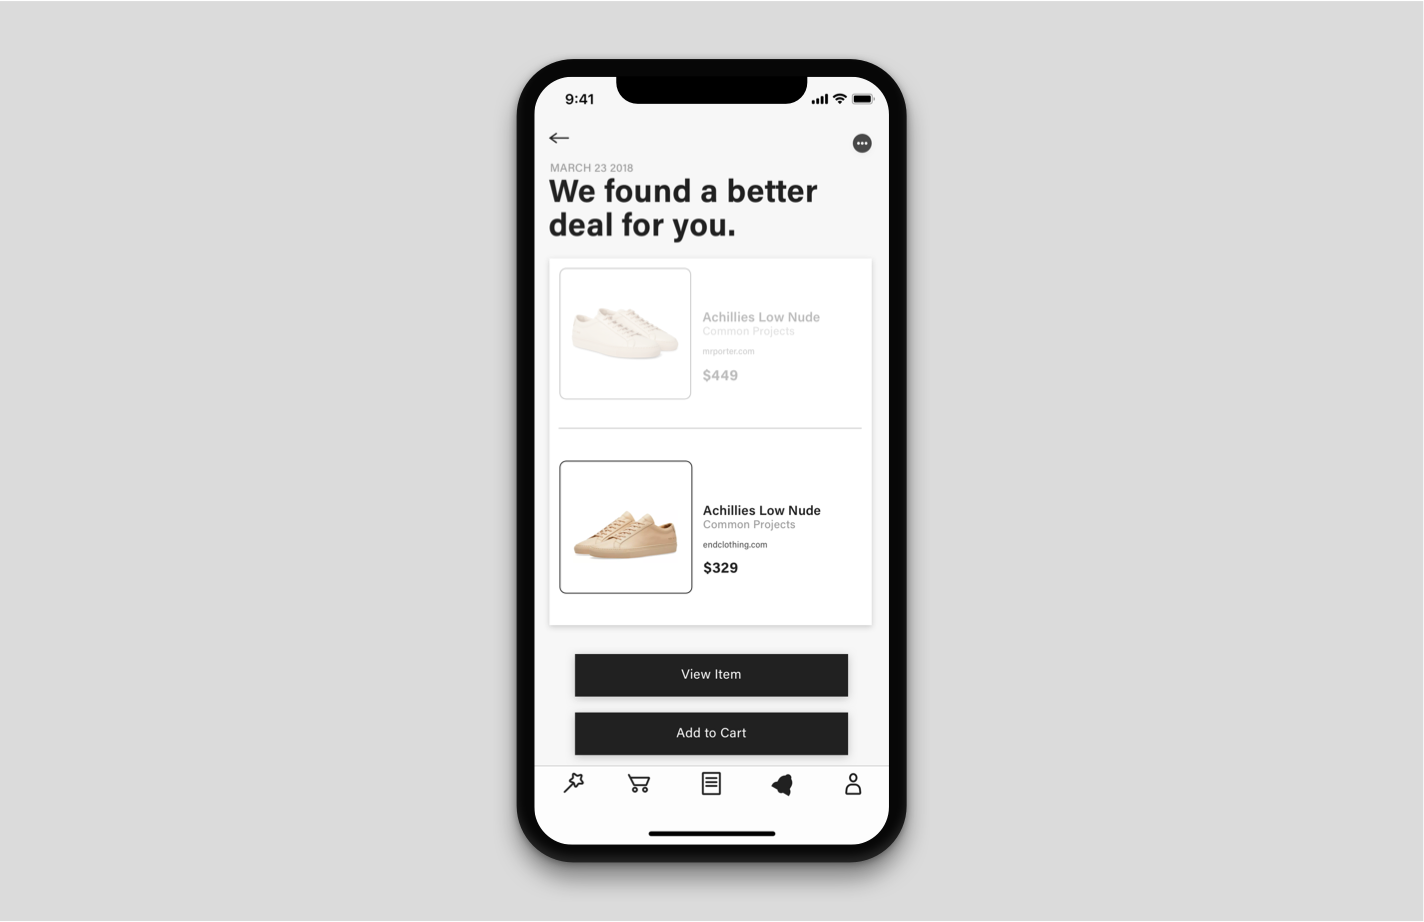 9:41
MARCH 23 2018
We found a better
deal for you.
Achillies Low Nude
Common Projects
mrporter.com
$449
Achillies Low Nude
Common Projects
endclothing.com
$329
View Item
Add to Cart